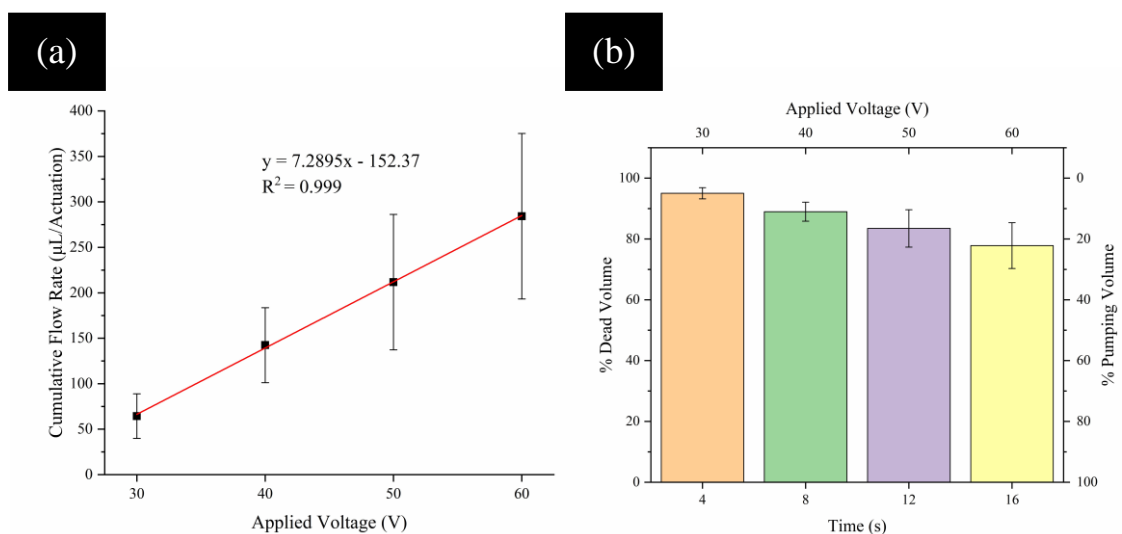 (a)
400
350
300
250
200
150
100
50
0
Cumulative Flow Rate (µL/Actuation)
y = 7.2895x - 152.37
R² = 0.999
30 40 50 60
Applied Voltage (V)
(b)
Applied Voltage (V)
30 40 50 60
100
80
60
40
20
0
% Dead Volume
0
20
40
60
80
100
% Pumping Volume
4 8 12 16
Time (s)